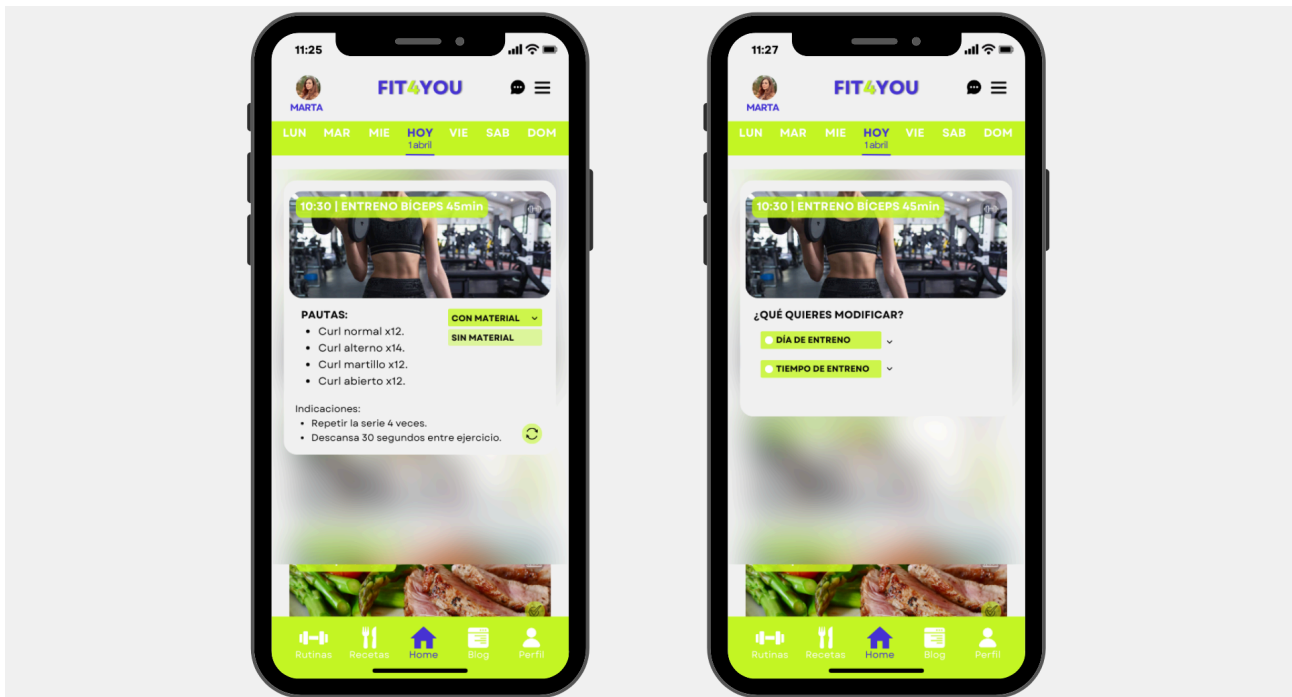 11:25
MARTA
FIT4YOU
LUN MAR MIE HOY VIE SAB DOM
1 abril
10:30 | ENTRENO BÍCEPS 45min
PAUTAS:
CON MATERIAL
SIN MATERIAL
• Curl normal x12.
• Curl alterno x14.
• Curl martillo x12.
• Curl abierto x12.
Indicaciones:
• Repetir la serie 4 veces.
• Descansa 30 segundos entre ejercicio.
Rutinas Recetas Home Blog Perfil
11:27
MARTA
FIT4YOU
LUN MAR MIE HOY VIE SAB DOM
1 abril
10:30 | ENTRENO BÍCEPS 45min
¿QUÉ QUIERES MODIFICAR?
DÍA DE ENTRENO
TIEMPO DE ENTRENO
Rutinas Recetas Home Blog Perfil